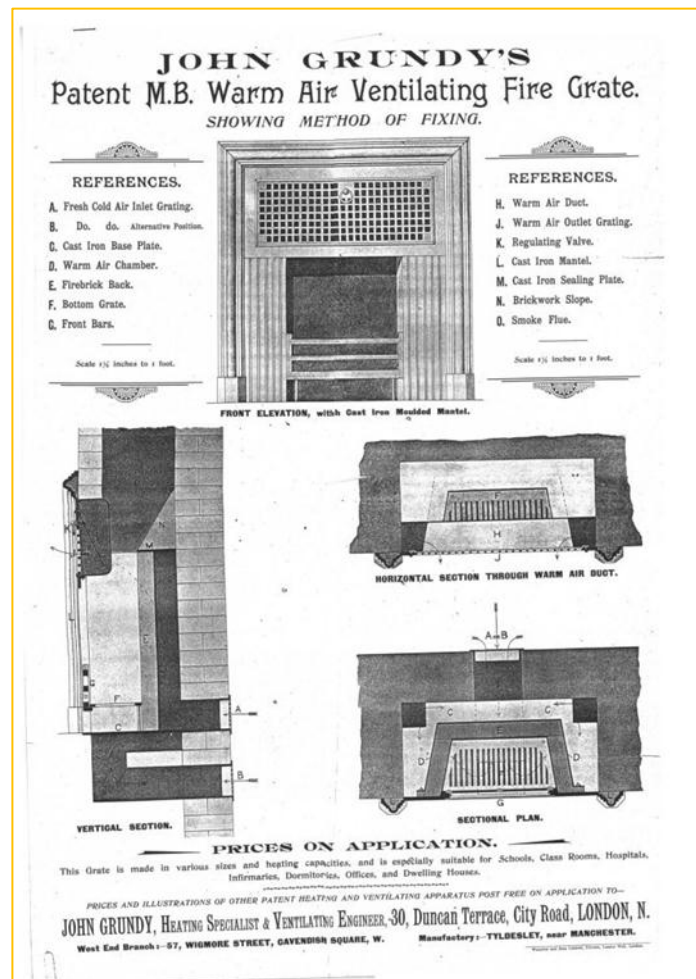 JOHN GRUNDY'S
Patent M.B. Warm Air Ventilating Fire Grate.
SHOWING METHOD OF FIXING.
REFERENCES.
A. Fresh Cold Air Inlet Grating.
B. Do. do. Alternative Position.
C. Cast Iron Base Plate.
D. Warm Air Chamber.
E. Firebrick Back.
F. Bottom Grate.
G. Front Bars.
Scale 1½ inches to 1 foot.
REFERENCES.
H. Warm Air Duct.
J. Warm Air Outlet Grating.
K. Regulating Valve.
L. Cast Iron Mantel.
M. Cast Iron Sealing Plate.
N. Brickwork Slope.
O. Smoke Flue.
Scale 1½ inches to 1 foot.
FRONT ELEVATION, with Cast Iron Moulded Mantel.
N
M
L
E
G
F
C
A
B
VERTICAL SECTION.
H
F
H
J
HORIZONTAL SECTION THROUGH WARM AIR DUCT.
A B
C C
E
D D
F
G
SECTIONAL PLAN.
PRICES ON APPLICATION.
This Grate is made in various sizes and heating capacities, and is especially suitable for Schools, Class Rooms, Hospitals,
Infirmaries, Dormitories, Offices, and Dwelling Houses.
PRICES AND ILLUSTRATIONS OF OTHER PATENT HEATING AND VENTILATING APPARATUS POST FREE ON APPLICATION TO—
JOHN GRUNDY, HEATING SPECIALIST & VENTILATING ENGINEER, 30, Duncan Terrace, City Road, LONDON, N.
West End Branch:—57, WIGMORE STREET, CAVENDISH SQUARE, W. Manufactory:—TYLDESLEY, near MANCHESTER.